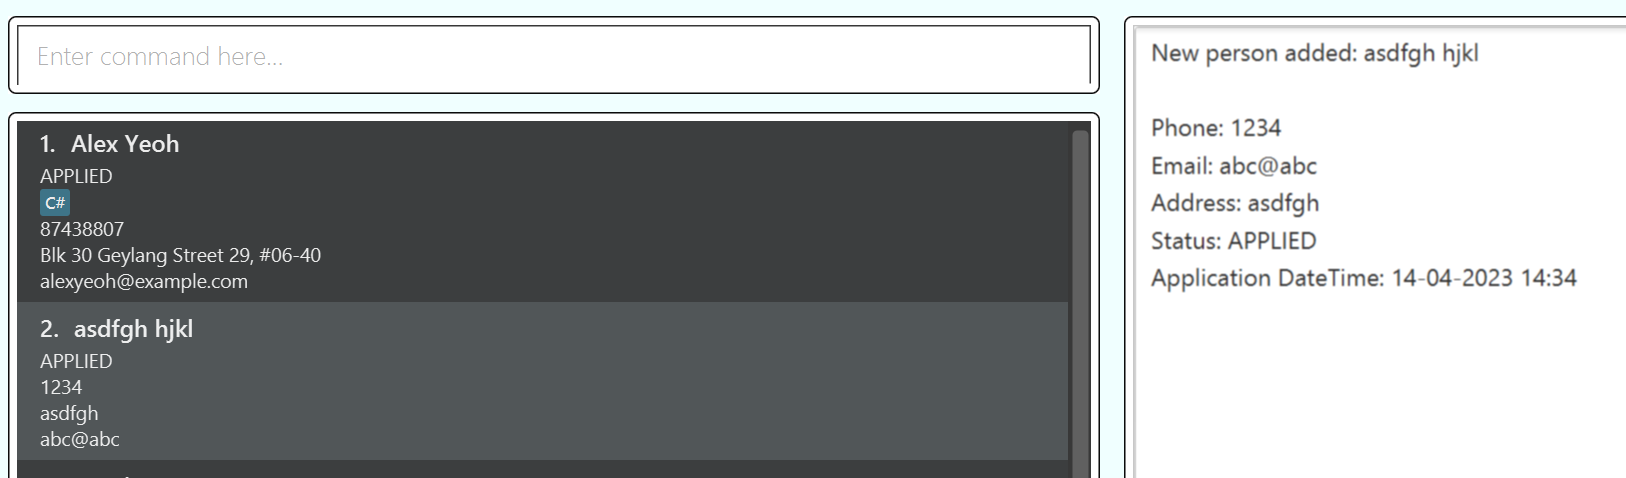 Enter command here...
1. Alex Yeoh
APPLIED
C#
87438807
Blk 30 Geylang Street 29, #06-40
alexyeoh@example.com
2. asdfgh hjkl
APPLIED
1234
asdfgh
abc@abc
New person added: asdfgh hjkl
Phone: 1234
Email: abc@abc
Address: asdfgh
Status: APPLIED
Application DateTime: 14-04-2023 14:34